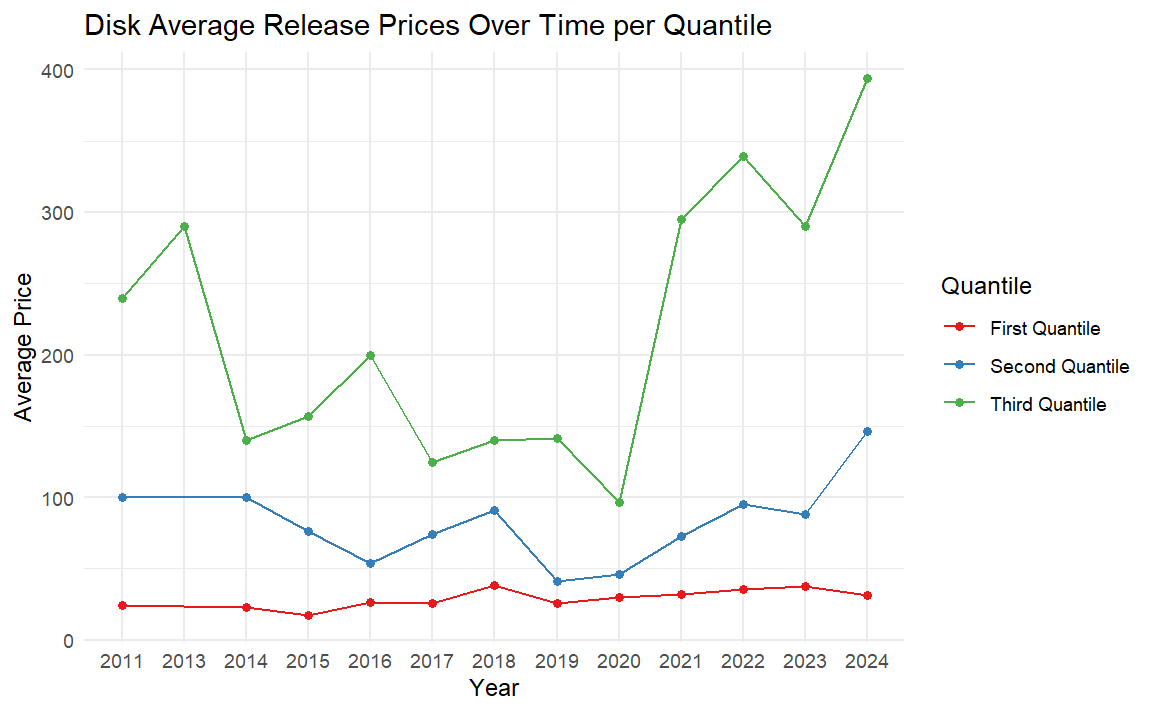 Disk Average Release Prices Over Time per Quantile
Average Price
400
300
200
100
0
2011 2013 2014 2015 2016 2017 2018 2019 2020 2021 2022 2023 2024
Year
Quantile
First Quantile
Second Quantile
Third Quantile